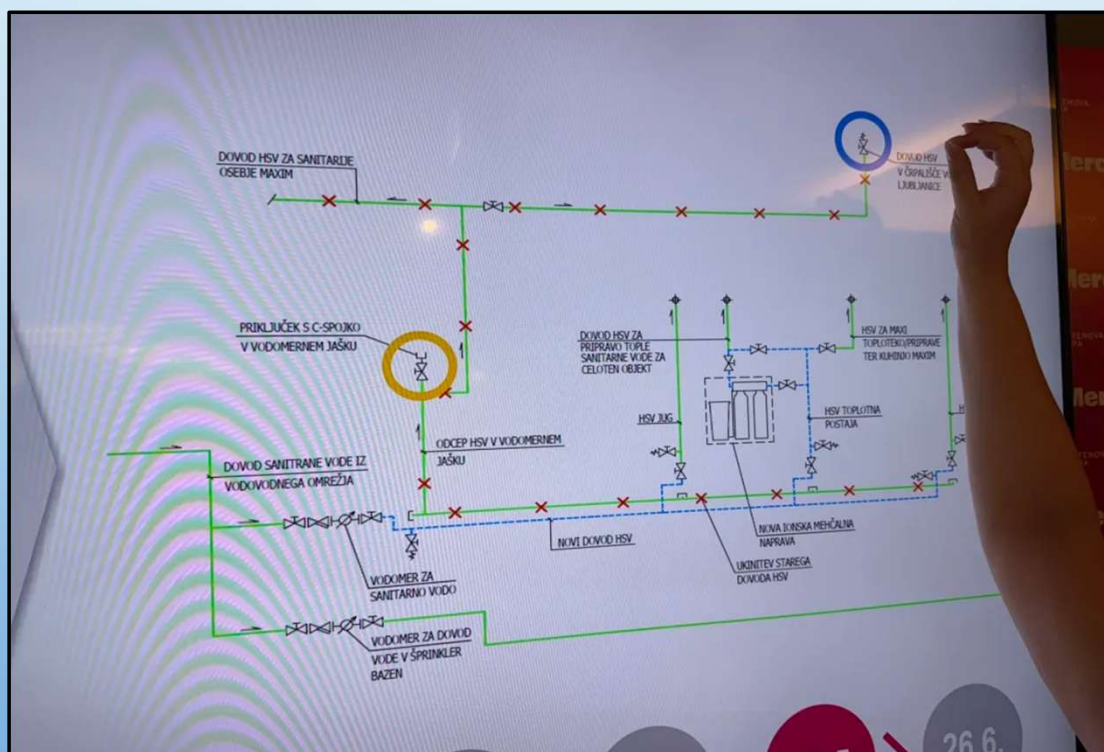 DOVOD HSV ZA SANITARIJE
OSEBJE MAXIM
DOVOD HSV
V ČRPALIŠČE
LJUBLJANICE
PRIKLJUČEK S C-SPOJKO
V VODOMERNEM JAŠKU
DOVOD HSV ZA
PRIPRAVO TOPLE
SANITARNE VODE ZA
CELOTEN OBJEKT
HSV ZA MAXI
TOPLOTEKO/PRIPRAVE
TER KUHINJO MAXIM
HSV JUG
HSV TOPLOTNA
POSTAJA
ODCEP HSV V VODOMERNEM
JAŠKU
DOVOD SANITRANE VODE IZ
VODOVODNEGA OMREŽJA
NOVI DOVOD HSV
NOVA IONSKA MEHČALNA
NAPRAVA
UKINITEV STAREGA
DOVODA HSV
VODOMER ZA
SANITARNO VODO
VODOMER ZA DOVOD
VODE V ŠPRINKLER
BAZEN
26.6.